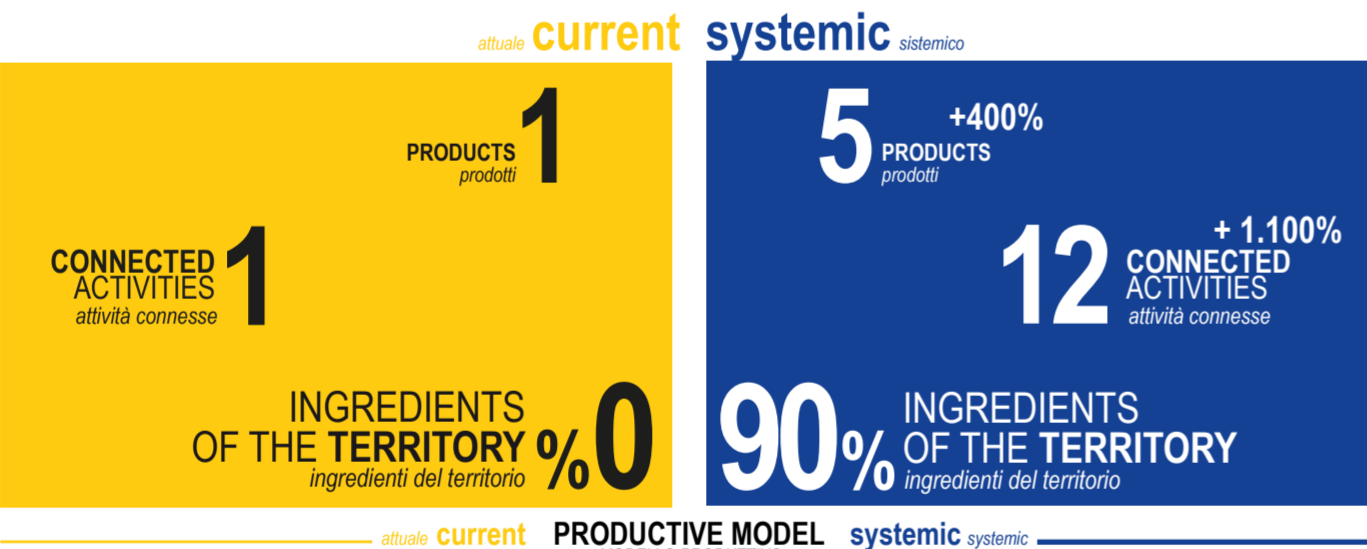 attuale current systemic sistemico
PRODUCTS 1
prodotti
5 +400%
PRODUCTS
prodotti
CONNECTED 1
ACTIVITIES
attività connesse
12 + 1.100%
CONNECTED
ACTIVITIES
attività connesse
INGREDIENTS
OF THE TERRITORY %0
ingredienti del territorio
90% INGREDIENTS
OF THE TERRITORY
ingredienti del territorio
attuale current PRODUCTIVE MODEL systemic systemic